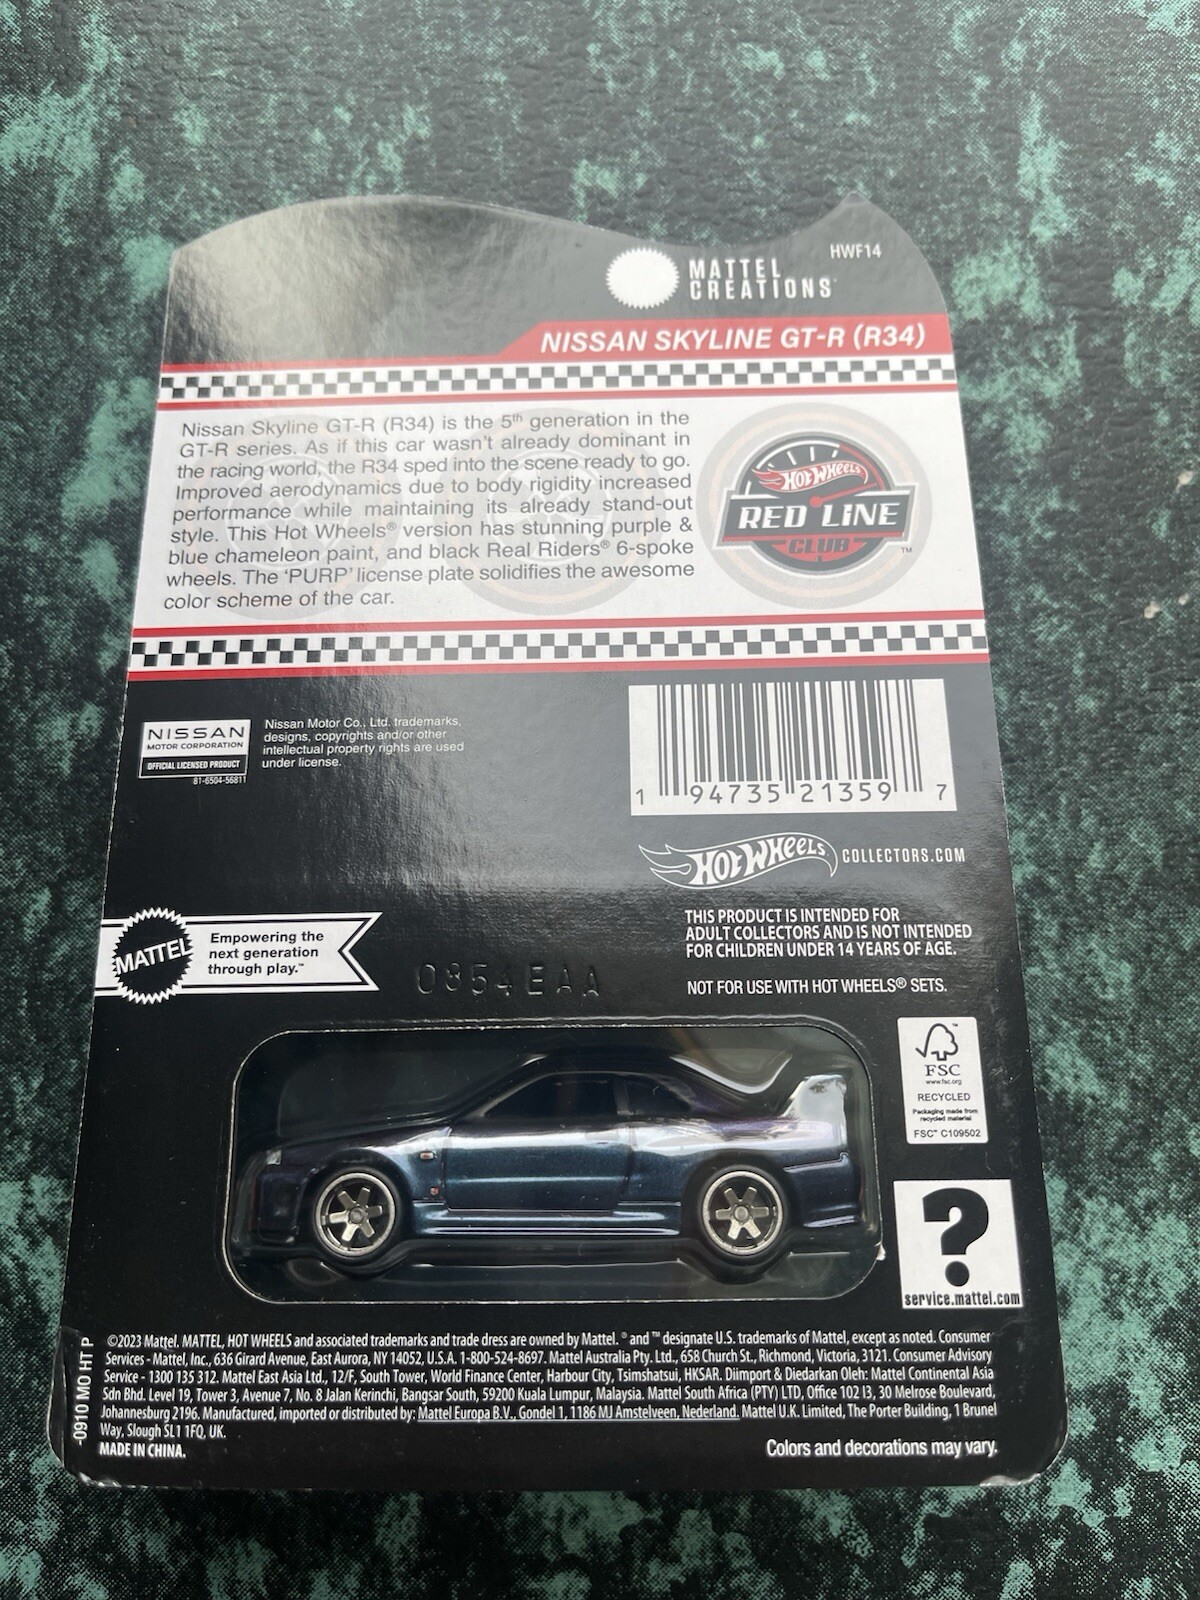 HWF14
MATTEL
CREATIONS
NISSAN SKYLINE GT-R (R34)
Nissan Skyline GT-R (R34) is the 5th generation in the
GT-R series. As if this car wasn't already dominant in
the racing world, the R34 sped into the scene ready to go.
Improved aerodynamics due to body rigidity increased
performance while maintaining its already stand-out
style. This Hot Wheels® version has stunning purple &
blue chameleon paint, and black Real Riders® 6-spoke
wheels. The 'PURP' license plate solidifies the awesome
color scheme of the car.
HOT WHEELS
RED LINE
CLUB™
NISSAN
MOTOR CORPORATION
OFFICIAL LICENSED PRODUCT
81-6504-56811
Nissan Motor Co., Ltd. trademarks,
designs, copyrights and/or other
intellectual property rights are used
under license.
1 94735 21359 7
HOT WHEELS COLLECTORS.COM
THIS PRODUCT IS INTENDED FOR
ADULT COLLECTORS AND IS NOT INTENDED
FOR CHILDREN UNDER 14 YEARS OF AGE.
NOT FOR USE WITH HOT WHEELS® SETS.
MATTEL
Empowering the
next generation
through play.™
0854EAA
FSC™
www.fsc.org
RECYCLED
Packaging made from
recycled material
FSC™ C109502
?
service.mattel.com
-0910 MO HT P
©2023 Mattel. MATTEL, HOT WHEELS and associated trademarks and trade dress are owned by Mattel. ® and ™ designate U.S. trademarks of Mattel, except as noted. Consumer
Services - Mattel, Inc., 636 Girard Avenue, East Aurora, NY 14052, U.S.A. 1-800-524-8697. Mattel Australia Pty. Ltd., 658 Church St., Richmond, Victoria, 3121. Consumer Advisory
Service - 1300 135 312. Mattel East Asia Ltd., 12/F, South Tower, World Finance Center, Harbour City, Tsimshatsui, HKSAR. Diimport & Diedarkan Oleh: Mattel Continental Asia
Sdn Bhd. Level 19, Tower 3, Avenue 7, No. 8 Jalan Kerinchi, Bangsar South, 59200 Kuala Lumpur, Malaysia. Mattel South Africa (PTY) LTD, Office 102 I3, 30 Melrose Boulevard,
Johannesburg 2196. Manufactured, imported or distributed by: Mattel Europa B.V., Gondel 1, 1186 MJ Amstelveen, Nederland. Mattel U.K. Limited, The Porter Building, 1 Brunel
Way, Slough SL1 1FQ, UK.
MADE IN CHINA.
Colors and decorations may vary.